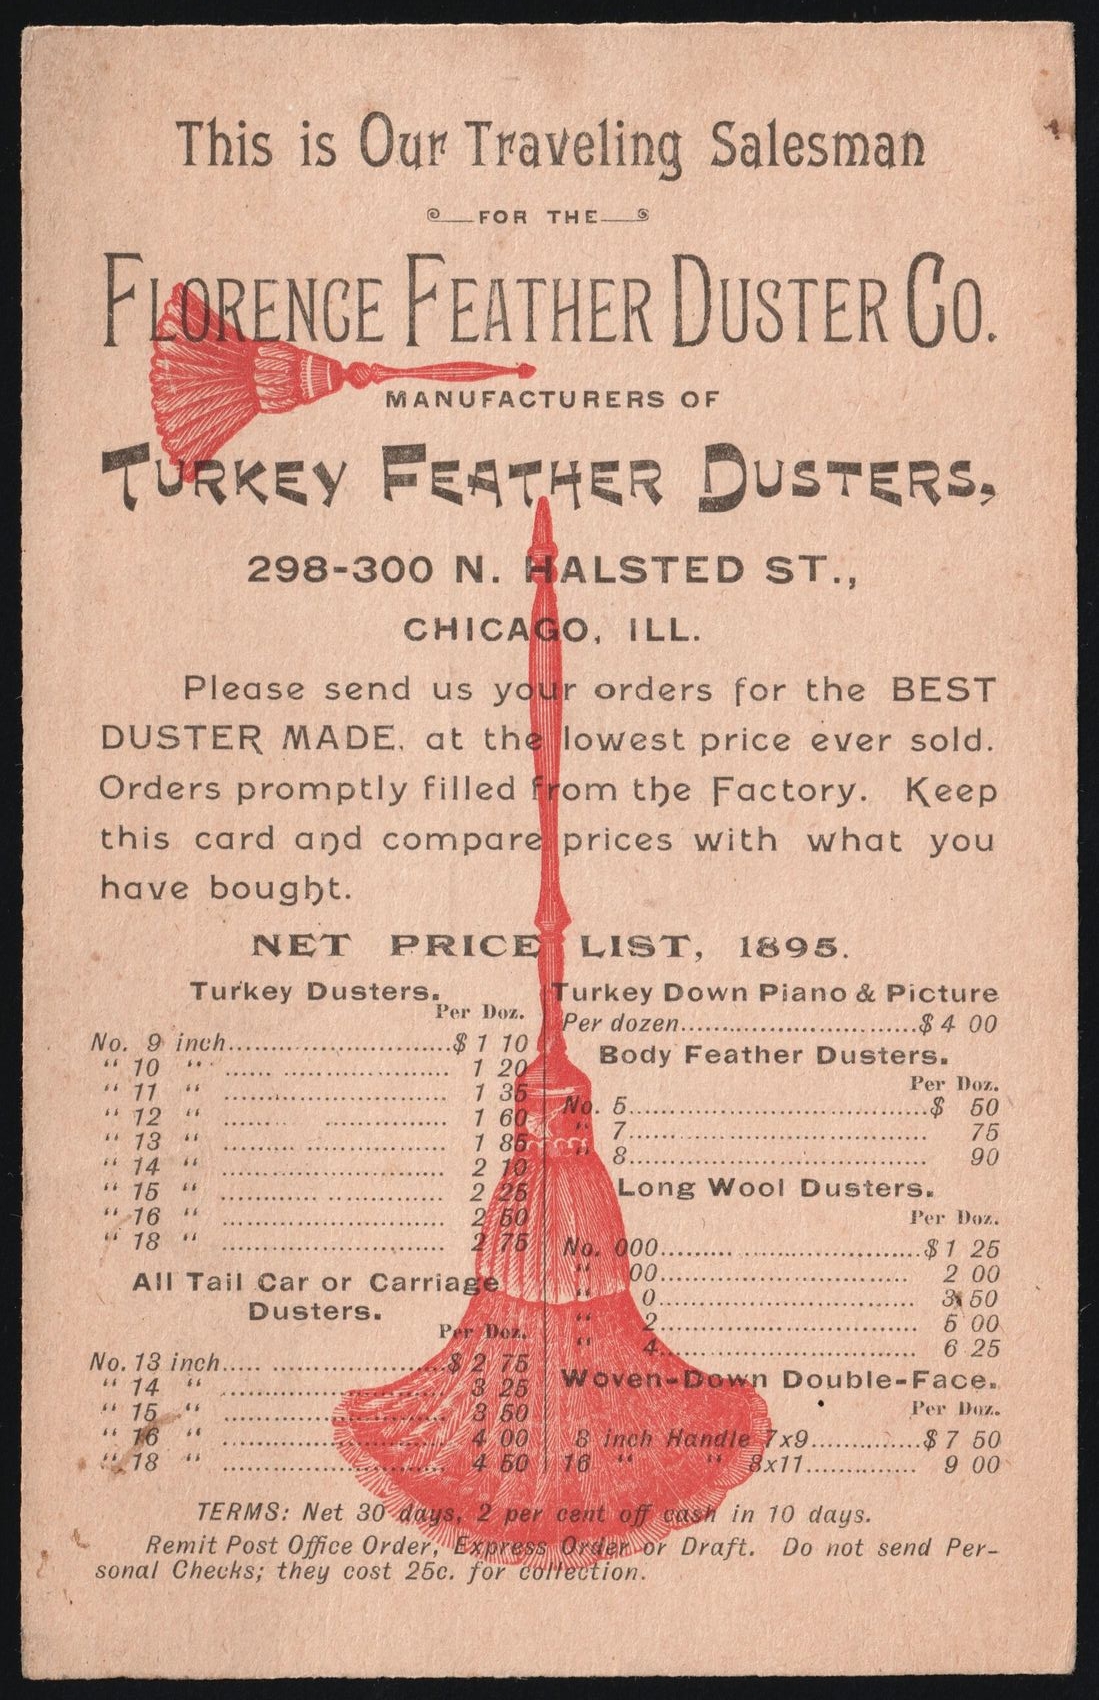 This is Our Traveling Salesman
FOR THE
FLORENCE FEATHER DUSTER CO.
MANUFACTURERS OF
TURKEY FEATHER DUSTERS,
298-300 N. HALSTED ST.,
CHICAGO, ILL.
Please send us your orders for the BEST
DUSTER MADE, at the lowest price ever sold.
Orders promptly filled from the Factory. Keep
this card and compare prices with what you
have bought.
NET PRICE LIST, 1895.
Turkey Dusters.
Per Doz.
No. 9 inch..............................$ 1 10
“ 10 “ .............................. 1 20
“ 11 “ .............................. 1 35
“ 12 “ .............................. 1 60
“ 13 “ .............................. 1 85
“ 14 “ .............................. 2 10
“ 15 “ .............................. 2 25
“ 16 “ .............................. 2 50
“ 18 “ .............................. 2 75
All Tail Car or Carriage
Dusters.
Per Doz.
No. 13 inch..............................$ 2 75
“ 14 “ .............................. 3 25
“ 15 “ .............................. 3 50
“ 16 “ .............................. 4 00
“ 18 “ .............................. 4 50
Turkey Down Piano & Picture
Per dozen..............................$ 4 00
Body Feather Dusters.
Per Doz.
No. 5..............................$ 50
“ 7.............................. 75
“ 8.............................. 90
Long Wool Dusters.
Per Doz.
No. 000..............................$ 1 25
“ 00.............................. 2 00
“ 0.............................. 3 50
“ 2.............................. 5 00
“ 4.............................. 6 25
Woven-Down Double-Face.
Per Doz.
8 inch Handle 7x9..............$ 7 50
16 “ “ 8x11.............. 9 00
TERMS: Net 30 days, 2 per cent off cash in 10 days.
Remit Post Office Order, Express Order or Draft. Do not send Per-
sonal Checks; they cost 25c. for collection.